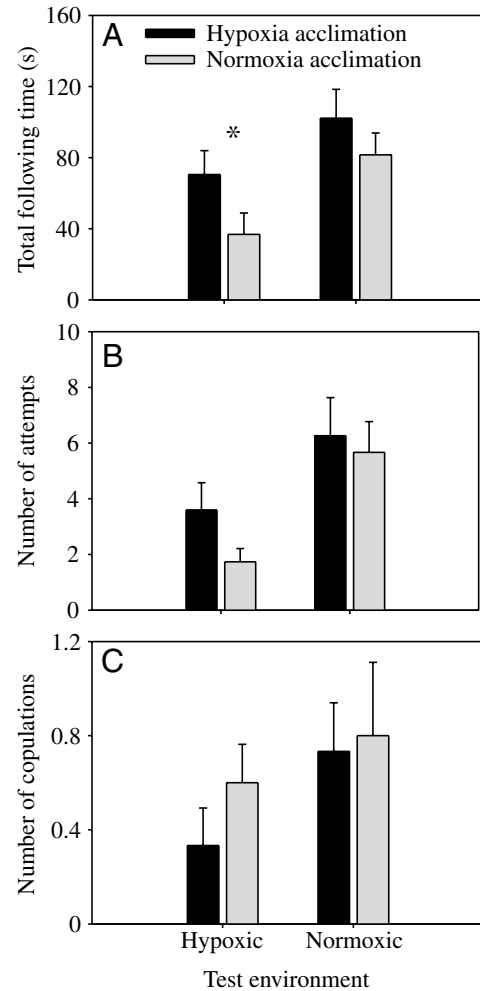 A
Hypoxia acclimation
Normoxia acclimation
Total following time (s)
160
120
80
40
0
*
B
Number of attempts
10
8
6
4
2
0
C
Number of copulations
1.2
0.8
0.4
0
Hypoxic Normoxic
Test environment